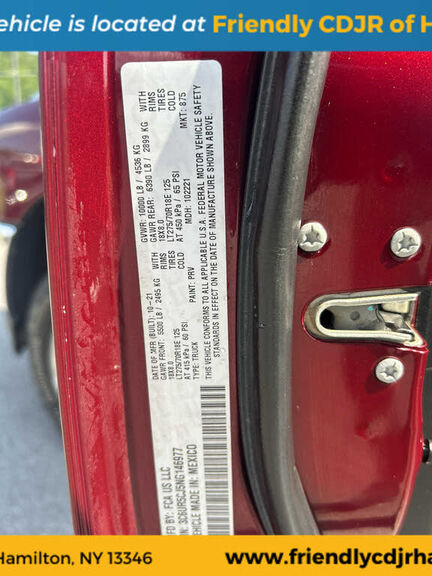 ehicle is located at Friendly CDJR of H
MFD BY: FCA US LLC
DATE OF MFR (BUILT): 10-21
GVWR: 10000 LB / 4536 KG
GAWR FRONT: 5500 LB / 2495 KG
GAWR REAR: 6390 LB / 2899 KG
WITH
18X8.0
18X8.0
RIMS
LT275/70R18E 125
LT275/70R18E 125
TIRES
AT 415 kPa / 60 PSI
AT 450 kPa / 65 PSI
COLD
TYPE: TRUCK
MDH: 102221
MKT: 875
PAINT: PRV
THIS VEHICLE CONFORMS TO ALL APPLICABLE U.S.A. FEDERAL MOTOR VEHICLE SAFETY
STANDARDS IN EFFECT ON THE DATE OF MANUFACTURE SHOWN ABOVE.
3C6UR5CJ5NG146977
VEHICLE MADE IN: MEXICO
Hamilton, NY 13346
www.friendlycdjrha